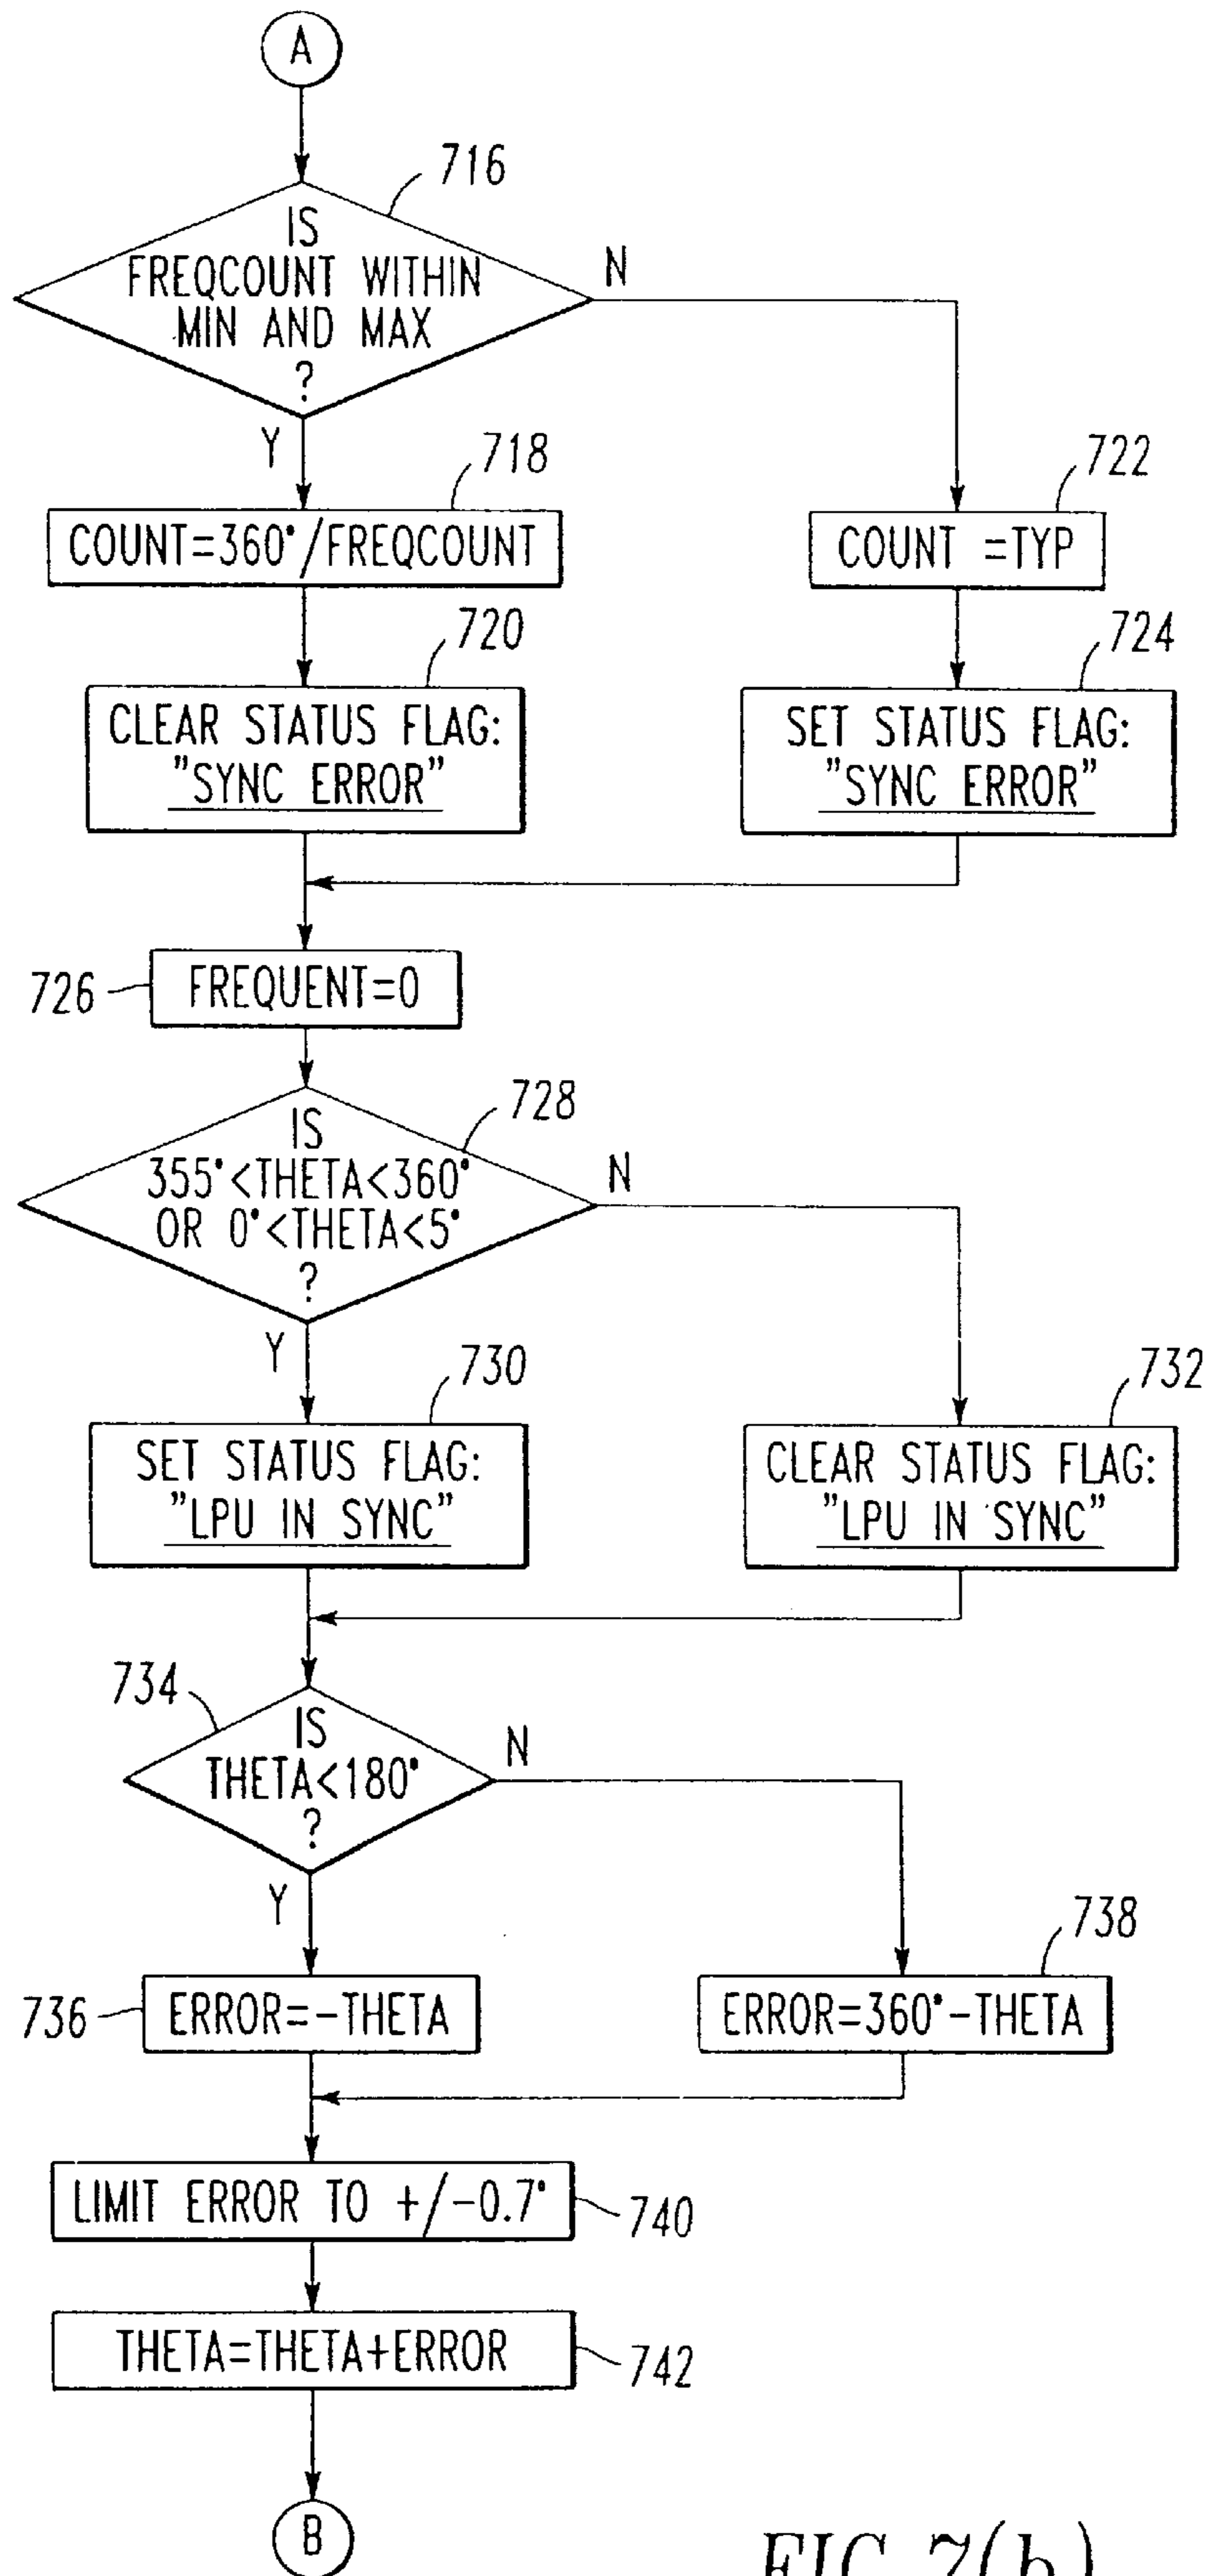 A
716
IS
FREQCOUNT WITHIN
MIN AND MAX
?
N
Y
718
COUNT=360°/FREQCOUNT
722
COUNT =TYP
720
CLEAR STATUS FLAG:
"SYNC ERROR"
724
SET STATUS FLAG:
"SYNC ERROR"
726
FREQUENT=0
728
IS
355°<THETA<360°
OR 0°<THETA<5°
?
N
Y
730
SET STATUS FLAG:
"LPU IN SYNC"
732
CLEAR STATUS FLAG:
"LPU IN SYNC"
734
IS
THETA<180°
?
N
Y
736
ERROR=-THETA
738
ERROR=360°-THETA
LIMIT ERROR TO +/-0.7°
740
THETA=THETA+ERROR
742
B
FIG. 7(b)